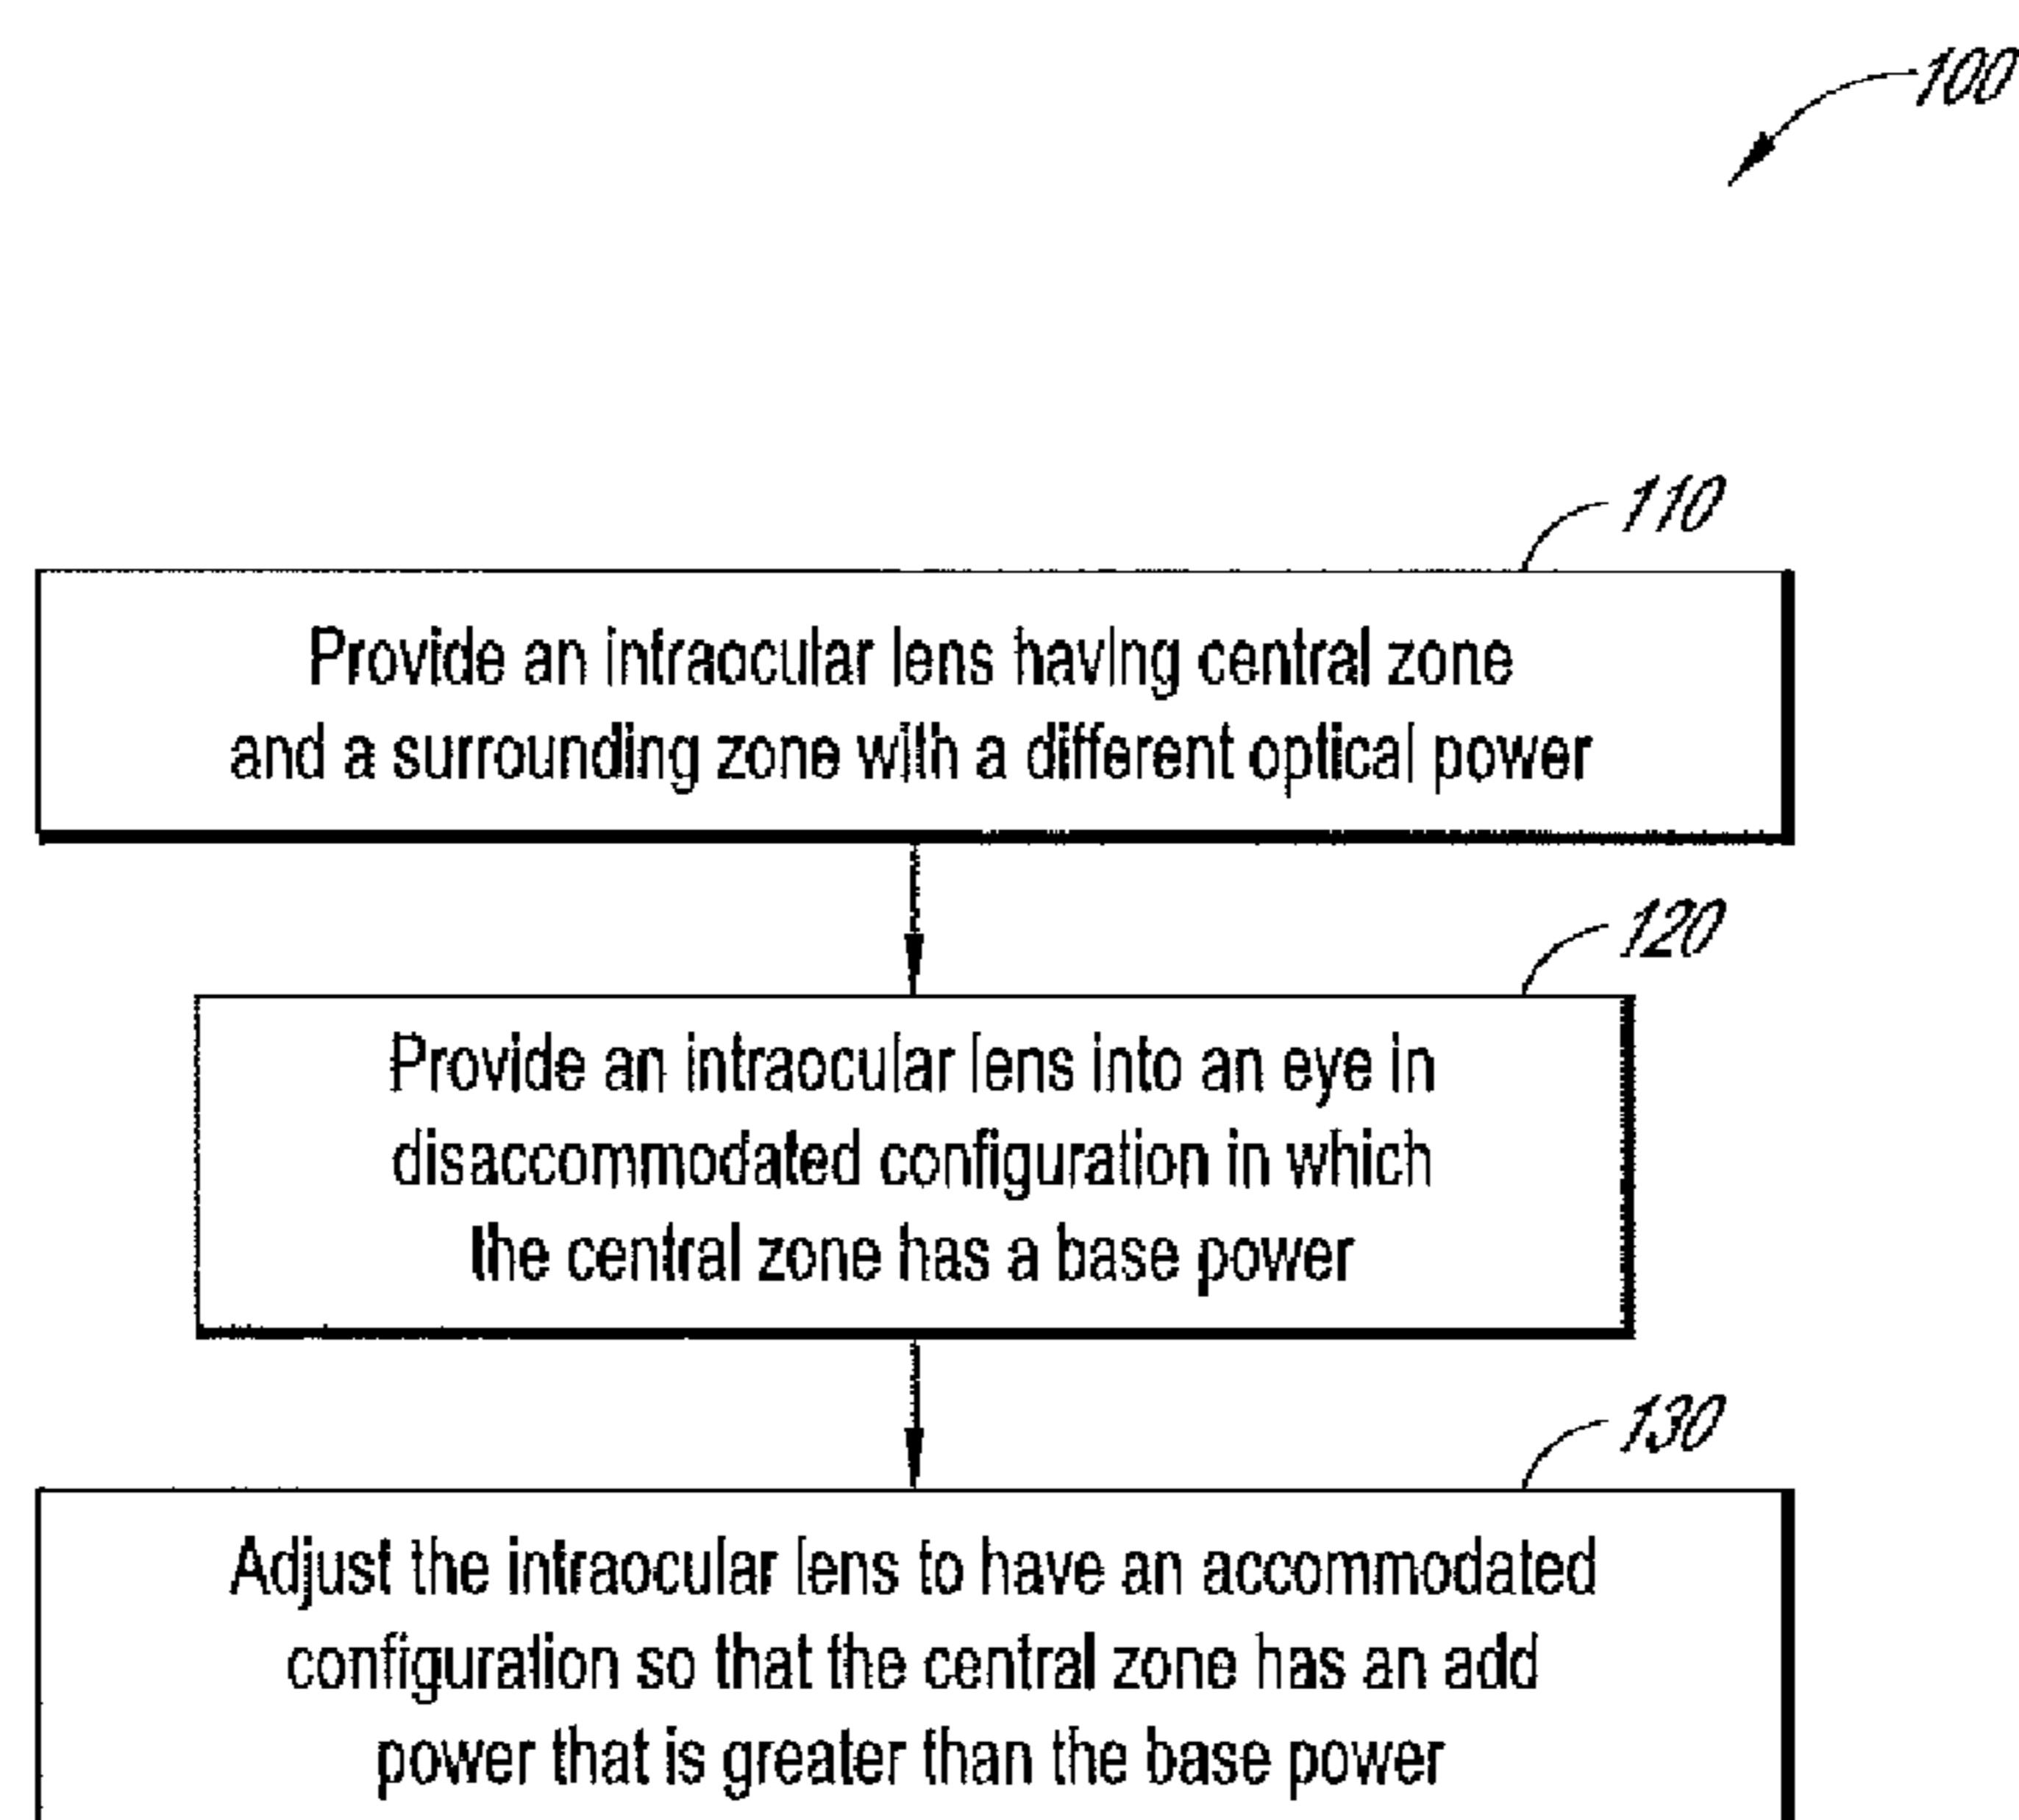 100
110
Provide an intraocular lens having central zone
and a surrounding zone with a different optical power
120
Provide an intraocular lens into an eye in
disaccommodated configuration in which
the central zone has a base power
130
Adjust the intraocular lens to have an accommodated
configuration so that the central zone has an add
power that is greater than the base power